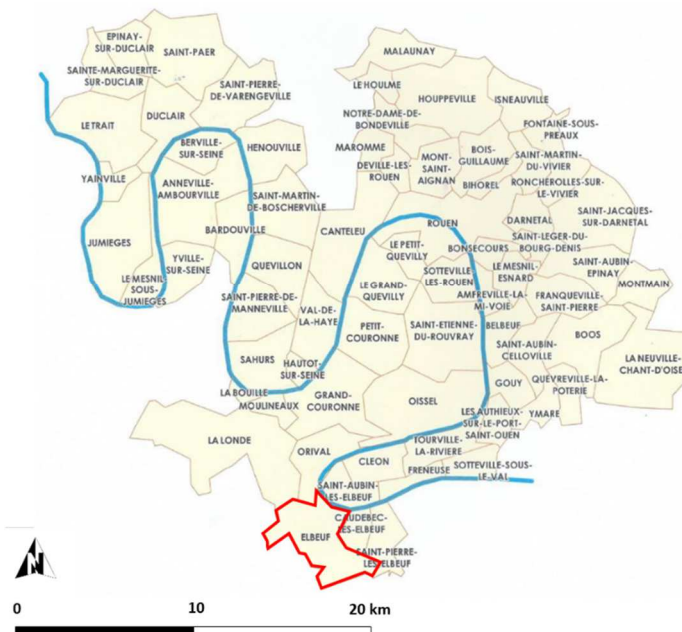 EPINAY-
SUR-DUCLAIR
SAINT-PAER
MALAUNAY
SAINTE-MARGUERITE-
SUR-DUCLAIR
SAINT-PIERRE-
DE-VARENGEVILLE
LE HOULME
HOUPPEVILLE
ISNEAUVILLE
LE TRAIT
DUCLAIR
NOTRE-DAME-DE-
BONDEVILLE
FONTAINE-SOUS-
PREAUX
BERVILLE-
SUR-SEINE
HENOUVILLE
MAROMME
DEVILLE-LES-
ROUEN
MONT-
SAINT-
AIGNAN
BOIS-
GUILLAUME
SAINT-MARTIN
DU-VIVIER
YAINVILLE
ANNEVILLE-
AMBOURVILLE
BIHOREL
RONCHEROLLES-SUR-
LE-VIVIER
SAINT-MARTIN-
DE-BOSCHERVILLE
BARDOUVILLE
CANTELEU
ROUEN
DARNETAL
SAINT-JACQUES-
SUR-DARNETAL
JUMIEGES
YVILLE-
SUR-SEINE
LE PETIT-
QUEVILLY
BONSECOURS
SAINT-LEGER-DU-
BOURG-DENIS
LE MESNIL-
SOUS-
JUMIEGES
QUEVILLON
SOTTEVILLE
LES-ROUEN
LE MESNIL-
ESNARD
SAINT-AUBIN-
EPINAY
MONTMAIN
SAINT-PIERRE-DE-
MANNEVILLE
VAL-DE-
LA-HAYE
LE GRAND-
QUEVILLY
AMFREVILLE-LA-
MI-VOIE
FRANQUEVILLE-
SAINT-PIERRE
PETIT-
COURONNE
SAINT-ETIENNE-
DU-ROUVRAY
BELBEUF
BOOS
SAINT-AUBIN-
CELLOVILLE
SAHURS
HAUTOT-
SUR-SEINE
LA NEUVILLE-
CHANT-D'OISE
LA BOUILLE
MOULINEAUX
GRAND-
COURONNE
OISSEL
GOUY
QUEVREVILLE-LA-
POTERIE
LES AUTHIEUX-
SUR-LE-PORT-
SAINT-OUEN
YMARE
LA LONDE
ORIVAL
CLEON
TOURVILLE-
LA-RIVIERE
FRENEUSE
SOTTEVILLE-SOUS-
LE-VAL
SAINT-AUBIN-
LES-ELBEUF
CAUDEBEC-
LES-ELBEUF
ELBEUF
SAINT-PIERRE-
LES-ELBEUF
N
0 10 20 km